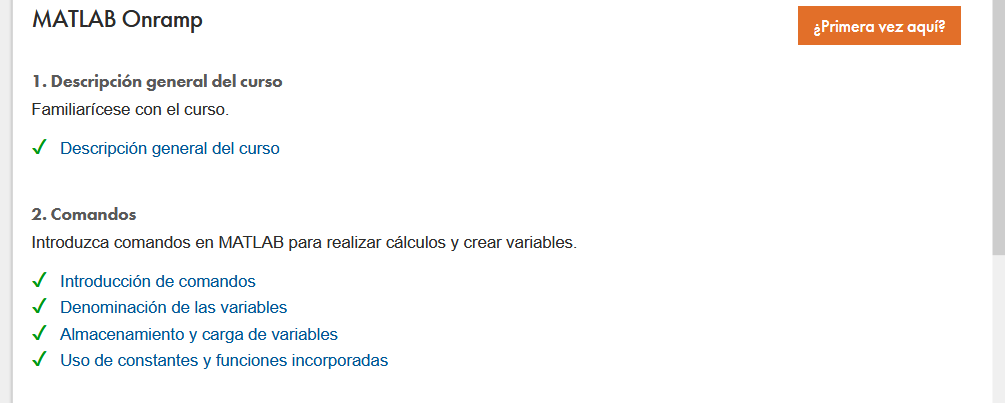 MATLAB Onramp
¿Primera vez aquí?
1. Descripción general del curso
Familiarícese con el curso.
Descripción general del curso
2. Comandos
Introduzca comandos en MATLAB para realizar cálculos y crear variables.
Introducción de comandos
Denominación de las variables
Almacenamiento y carga de variables
Uso de constantes y funciones incorporadas